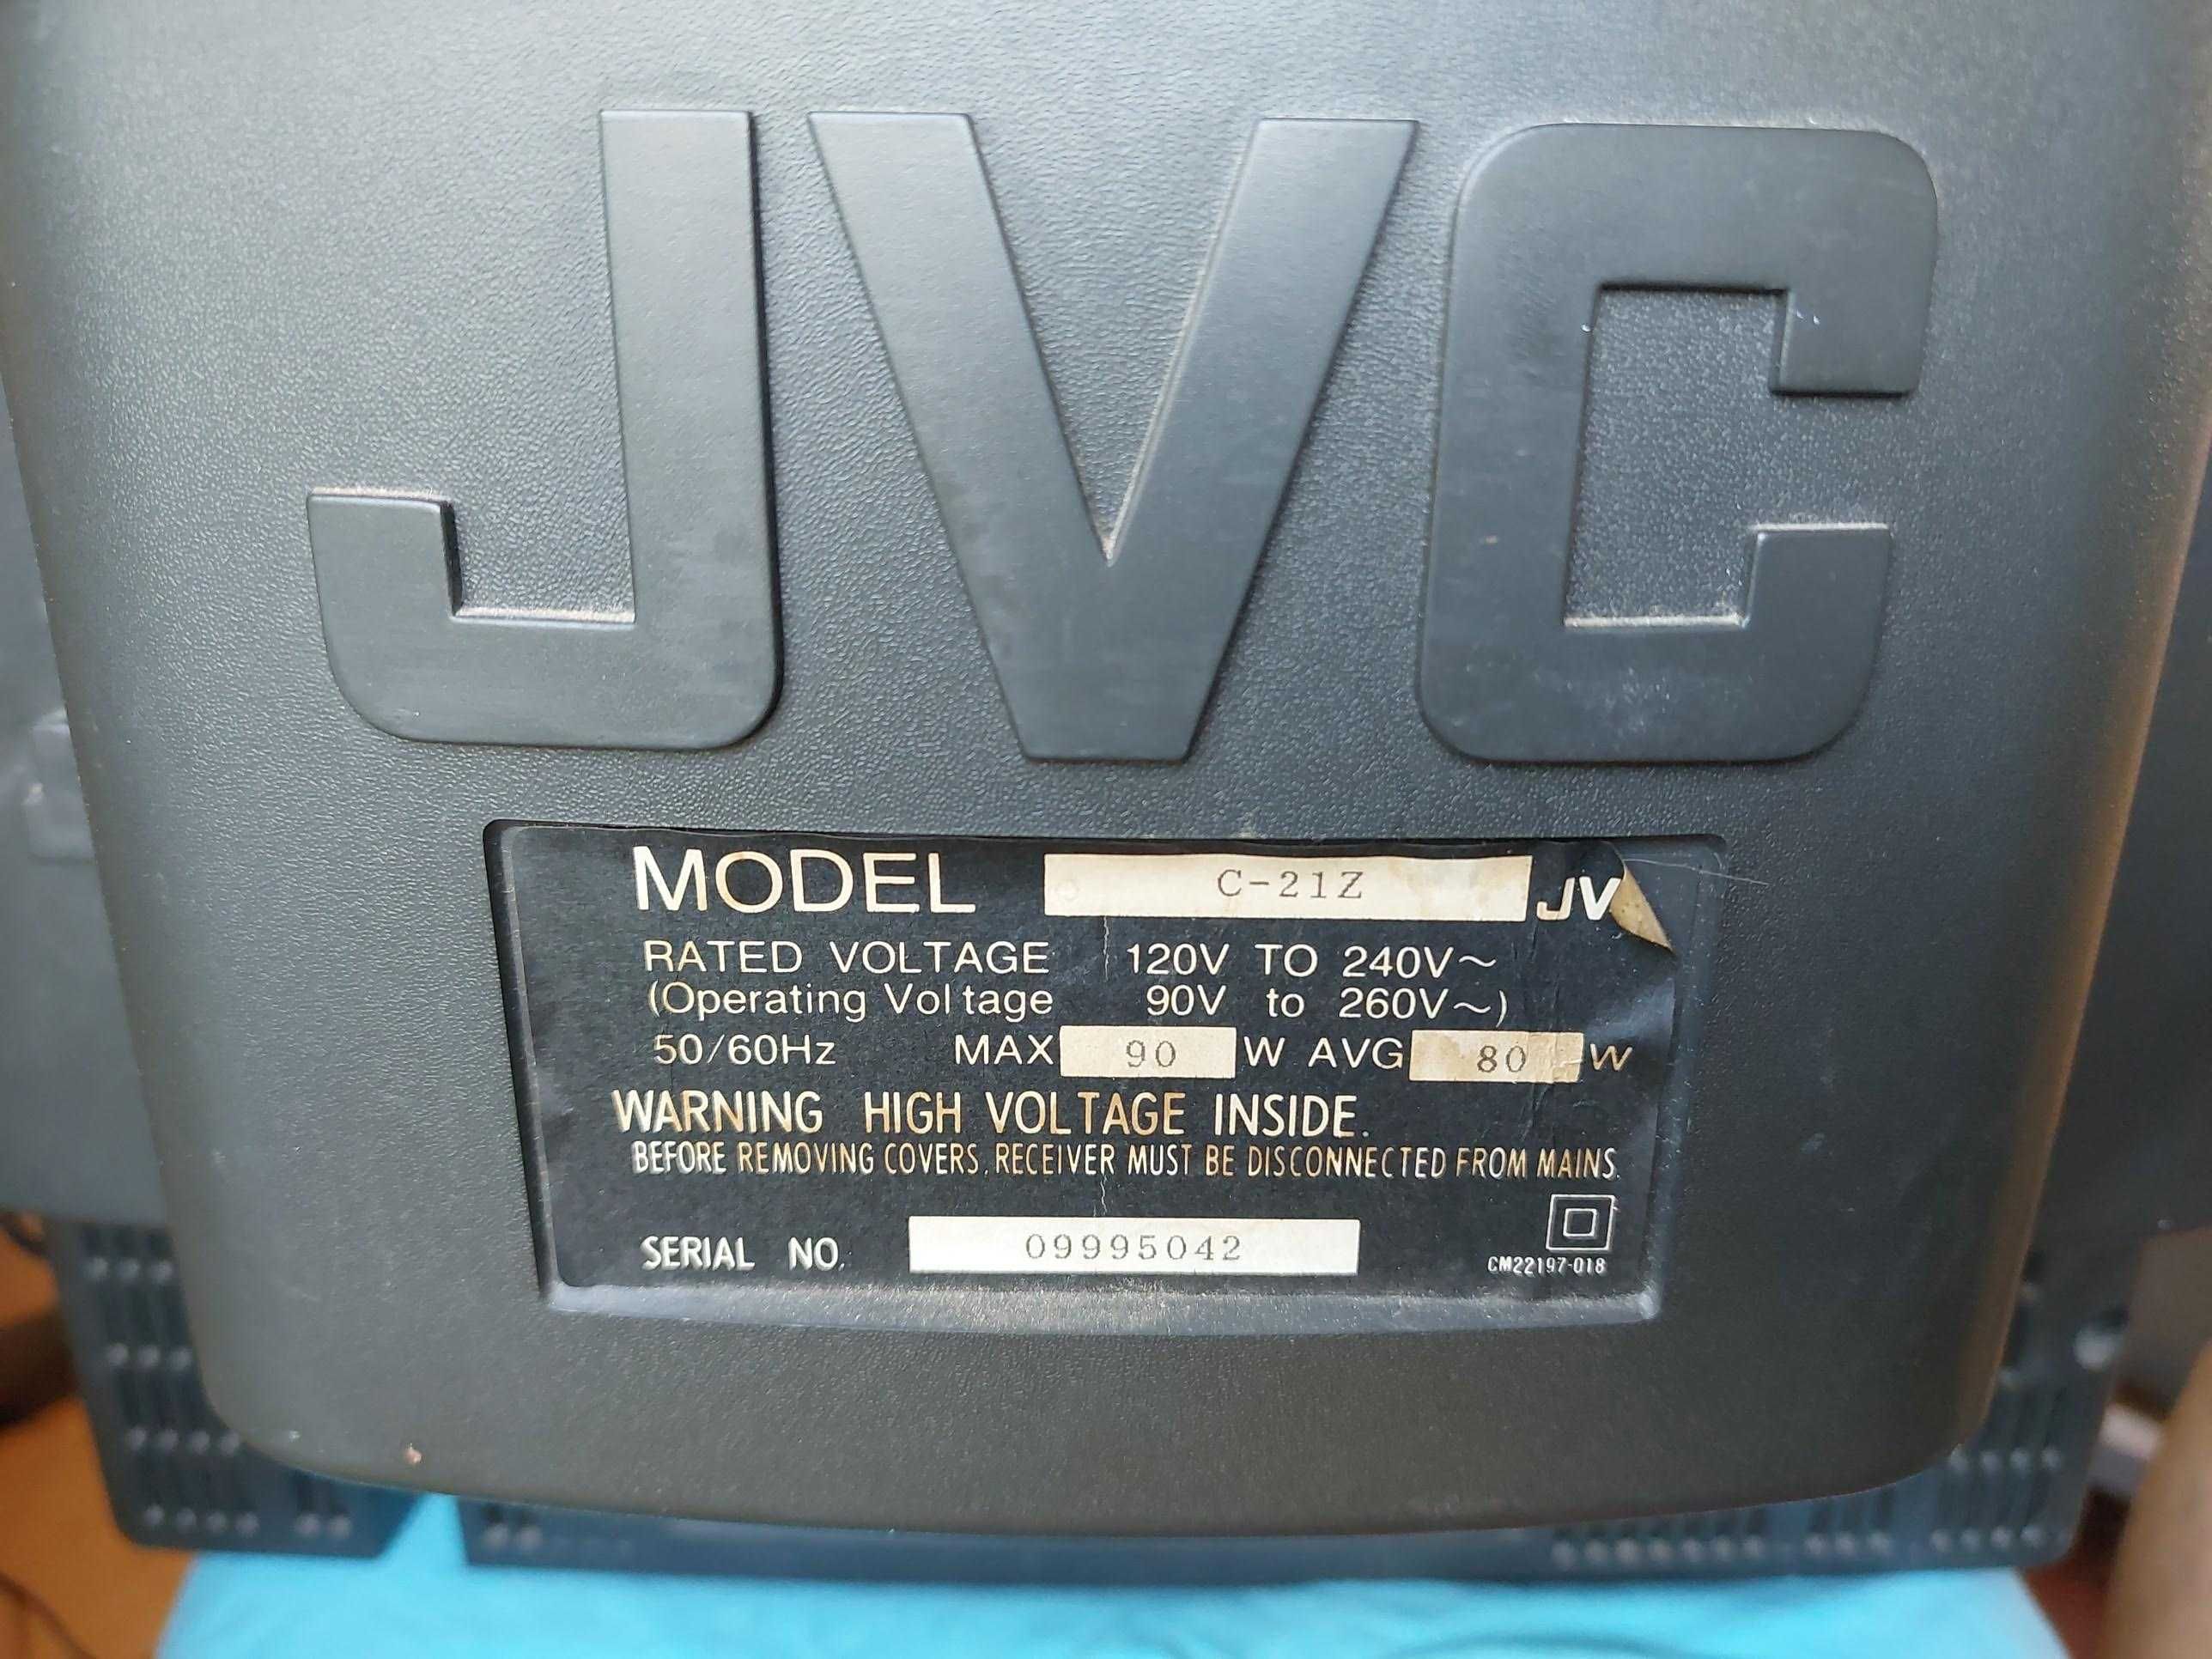 JVC
MODEL C-21Z JV
RATED VOLTAGE 120V TO 240V~
(Operating Voltage 90V to 260V~)
50/60Hz MAX 90 W AVG 80 W
WARNING HIGH VOLTAGE INSIDE.
BEFORE REMOVING COVERS, RECEIVER MUST BE DISCONNECTED FROM MAINS.
SERIAL NO. 09995042
CM22197-018